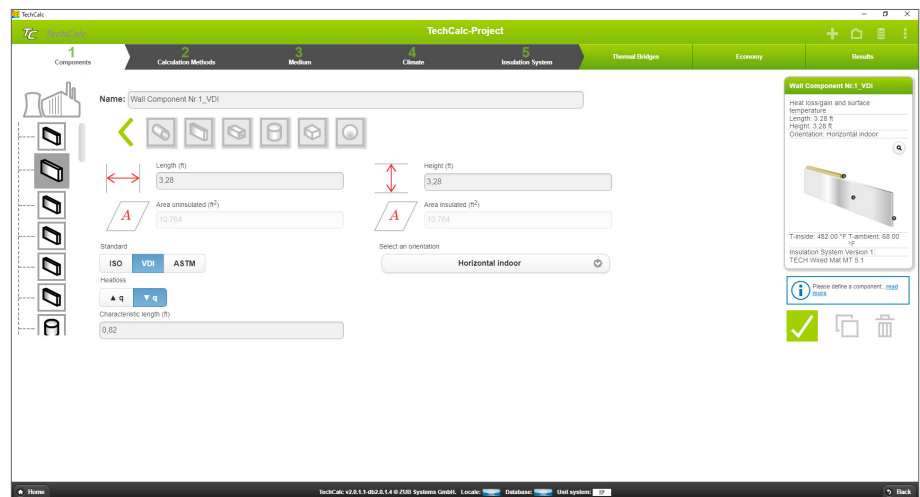 TechCalc
TC TechCalc
TechCalc-Project
1
Components
2
Calculation Methods
3
Medium
4
Climate
5
Insulation System
Thermal Bridges
Economy
Results
Name: Wall Component Nr.1_VDI
Length (ft)
3,28
Height (ft)
3,28
Area uninsulated (ft²)
A
10.764
Area insulated (ft²)
A
10.764
Standard
ISO VDI ASTM
Select an orientation
Horizontal indoor
Heatloss
▲ q ▼ q
Characteristic length (ft)
0,82
Wall Component Nr.1_VDI
Heat loss/gain and surface
temperature
Length: 3.28 ft
Height: 3.28 ft
Orientation: Horizontal indoor
T-inside: 482.00 °F T-ambient: 68.00
°F
Insulation System Version 1:
TECH Wired Mat MT 5.1
Please define a component...read
more
Home
TechCalc v2.0.1.1-db2.0.1.4 © ZUB Systems GmbH. Locale: Database: Unit system: IP
Back